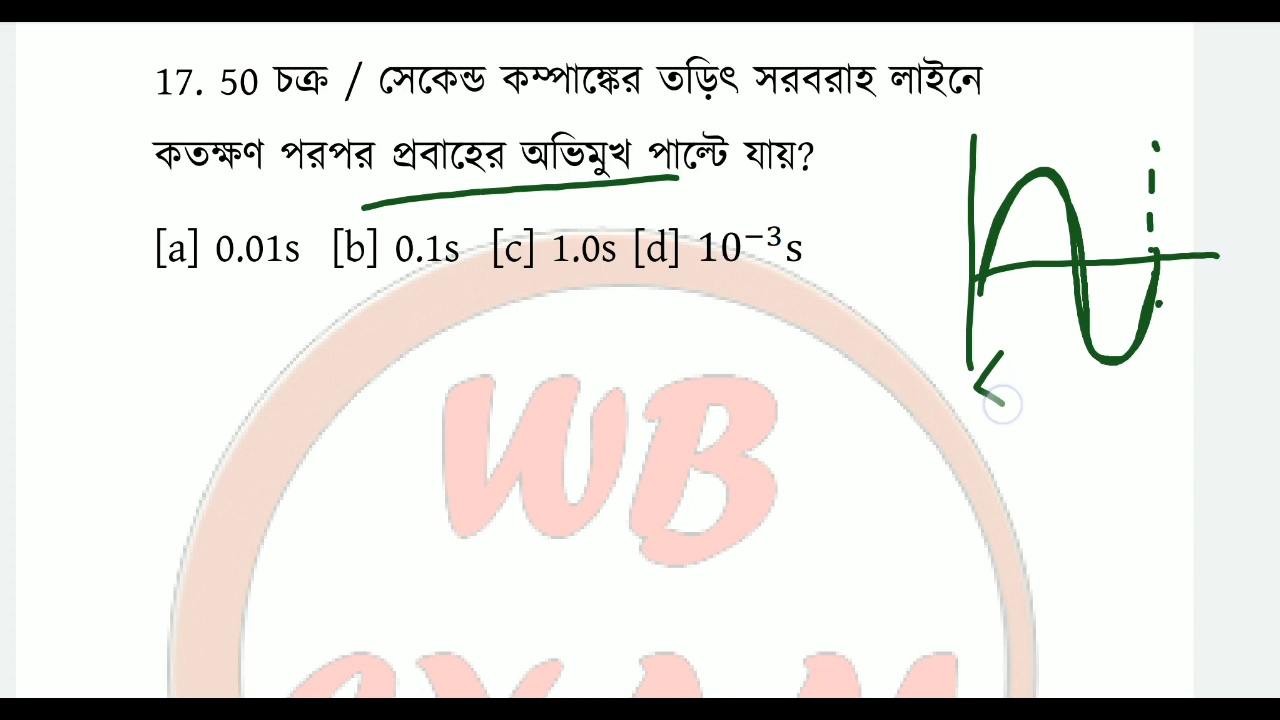 17. 50 চক্র / সেকেন্ড কম্পাঙ্কের তড়িৎ সরবরাহ লাইনে
কতক্ষণ পরপর প্রবাহের অভিমুখ পাল্টে যায়?
[a] 0.01s [b] 0.1s [c] 1.0s [d] 10⁻³s
WB
EXAM